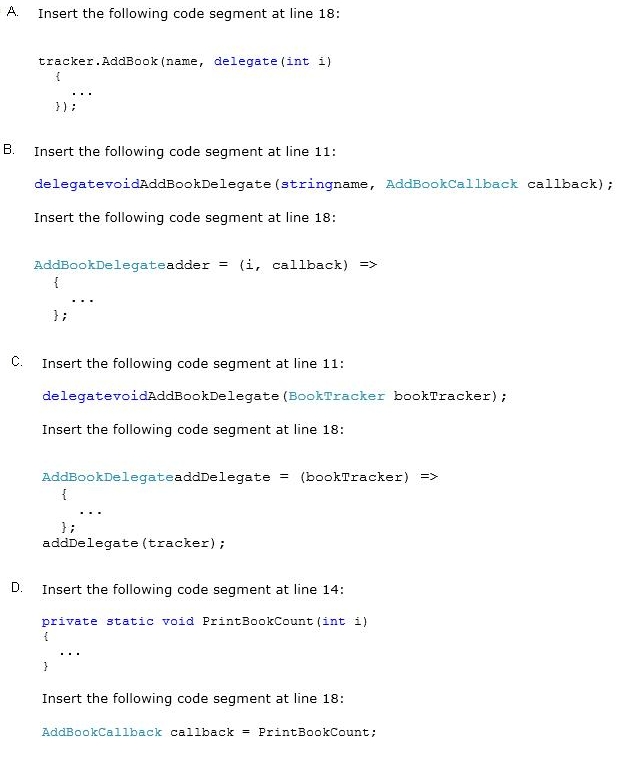 A. Insert the following code segment at line 18:
tracker.AddBook(name, delegate(int i)
{
...
});
B. Insert the following code segment at line 11:
delegatevoidAddBookDelegate(stringname, AddBookCallback callback);
Insert the following code segment at line 18:
AddBookDelegateadder = (i, callback) =>
{
...
};
C. Insert the following code segment at line 11:
delegatevoidAddBookDelegate(BookTracker bookTracker);
Insert the following code segment at line 18:
AddBookDelegateaddDelegate = (bookTracker) =>
{
...
};
addDelegate(tracker);
D. Insert the following code segment at line 14:
private static void PrintBookCount(int i)
{
...
}
Insert the following code segment at line 18:
AddBookCallback callback = PrintBookCount;